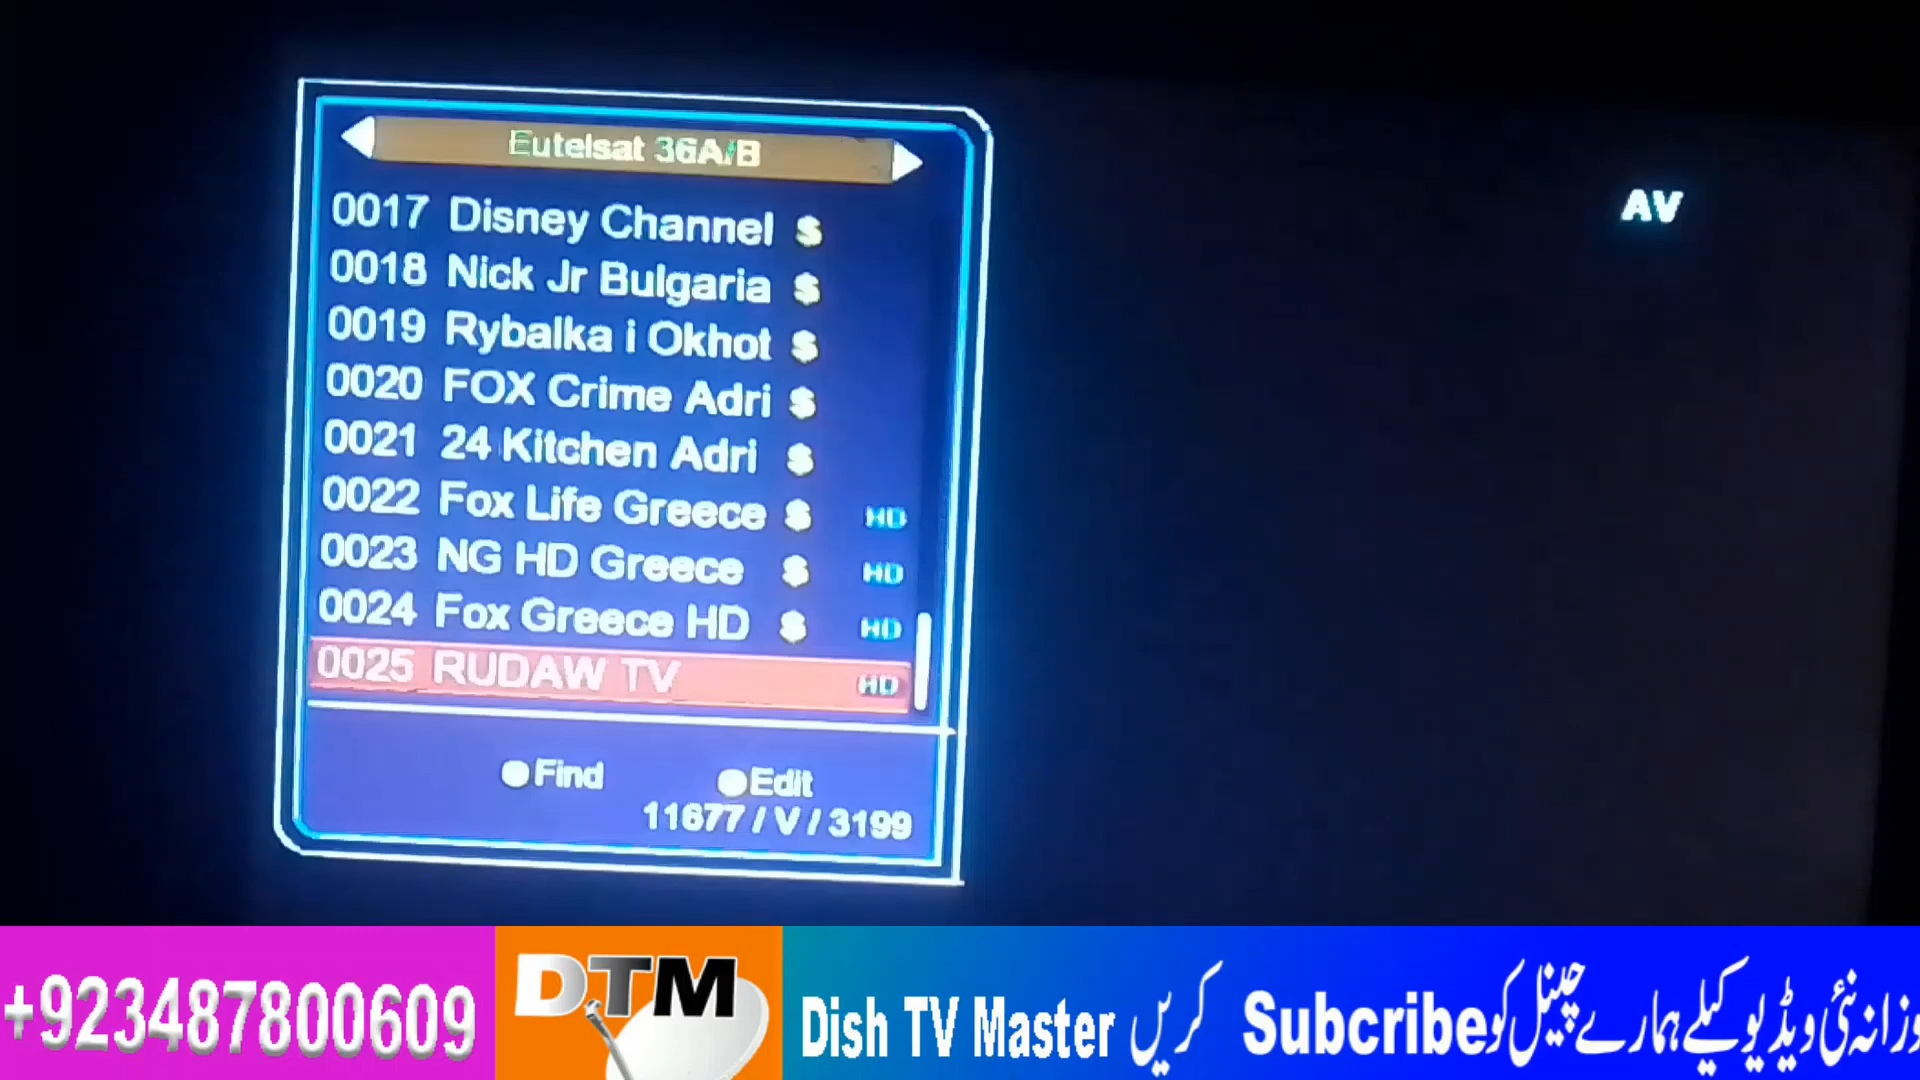 Eutelsat 36A/B
0017 Disney Channel $
0018 Nick Jr Bulgaria $
0019 Rybalka i Okhot $
0020 FOX Crime Adri $
0021 24 Kitchen Adri $
0022 Fox Life Greece $ HD
0023 NG HD Greece $ HD
0024 Fox Greece HD $ HD
0025 RUDAW TV HD
Find Edit
11677 / V / 3199
AV
+923487800609
DTM
Dish TV Master کریں Subcribe وزانہ نئی ویڈیو کیلے ہمارے چینل کو